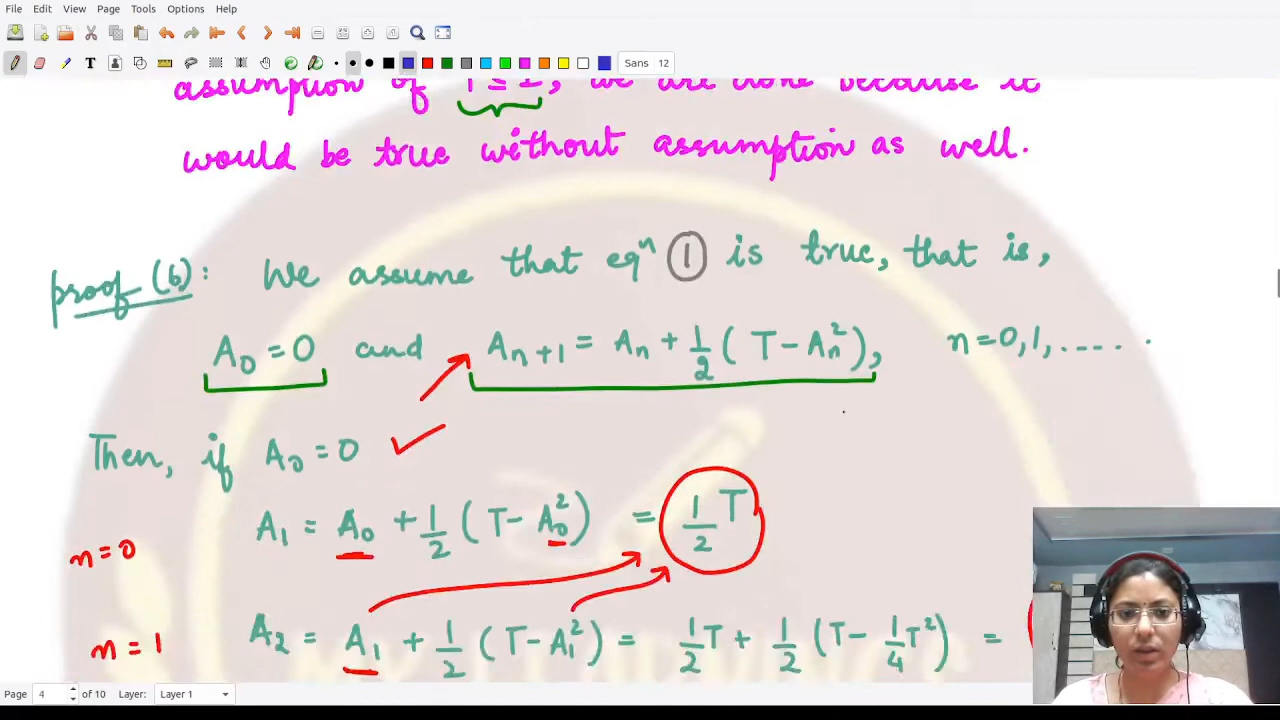 File Edit View Page Tools Options Help
Sans 12
assumption of T ≤ I, we are done because it
would be true without assumption as well.
proof (b): We assume that eqⁿ ① is true, that is,
A₀ = 0 and Aₙ₊₁ = Aₙ + 1/2 ( T − Aₙ²), n = 0, 1, ......
Then, if A₀ = 0
A₁ = A₀ + 1/2 ( T − A₀²) = 1/2 T
n = 0
A₂ = A₁ + 1/2 (T − A₁²) = 1/2 T + 1/2 (T − 1/4 T²) =
n = 1
Page 4 of 10 Layer: Layer 1